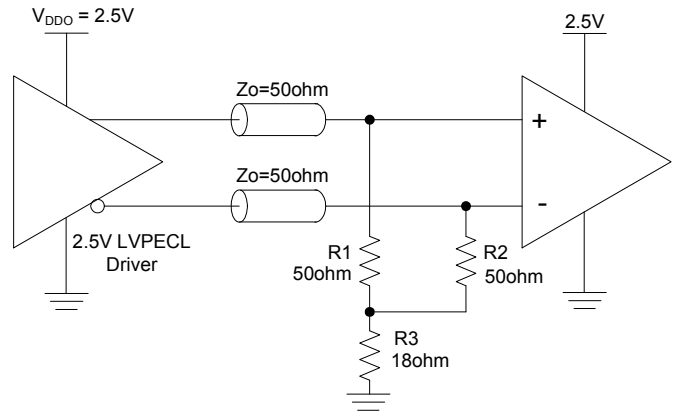 V_DDO = 2.5V
2.5V
Zo=50ohm
+
Zo=50ohm
-
2.5V LVPECL
Driver
R1
50ohm
R2
50ohm
R3
18ohm